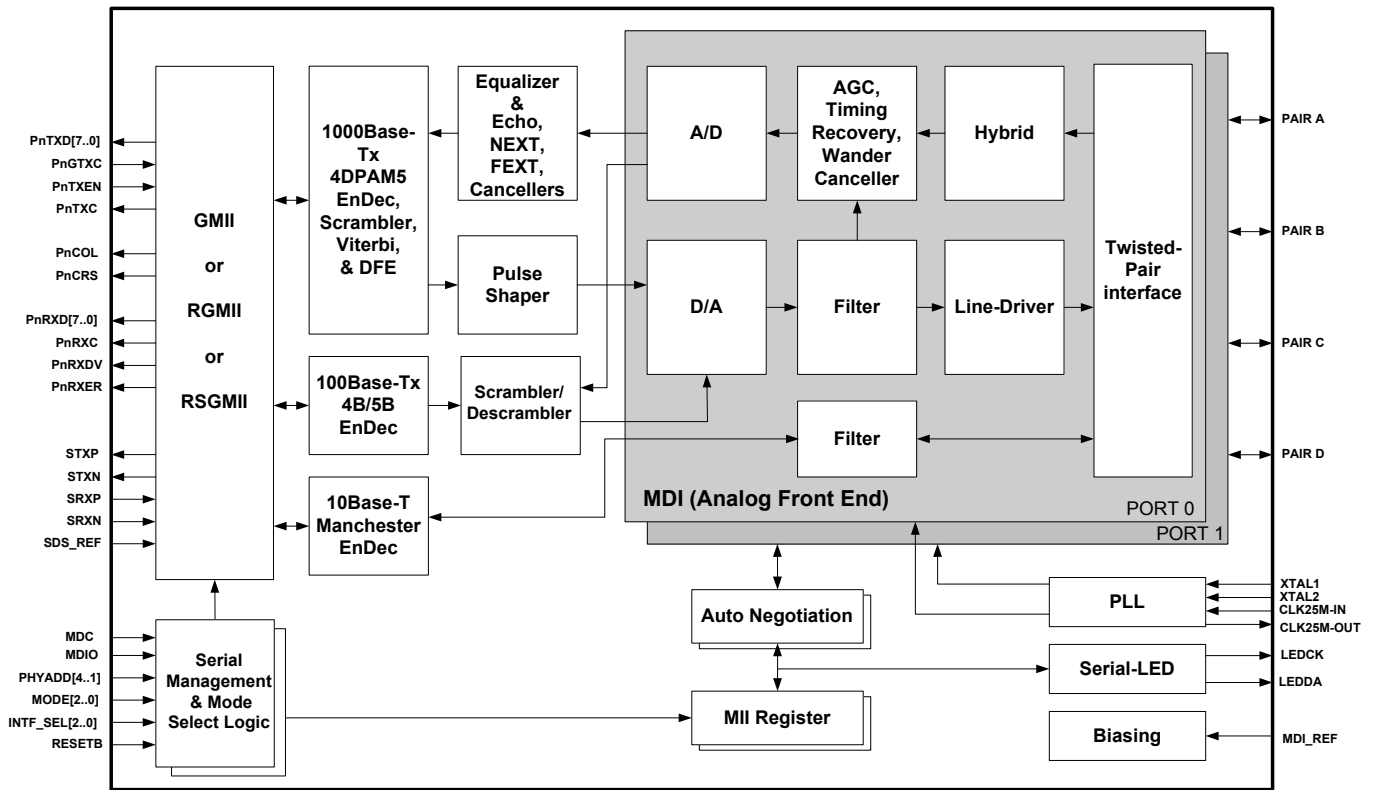 PnTXD[7..0]
PnGTXC
PnTXEN
PnTXC
PnCOL
PnCRS
PnRXD[7..0]
PnRXC
PnRXDV
PnRXER
STXP
STXN
SRXP
SRXN
SDS_REF
MDC
MDIO
PHYADD[4..1]
MODE[2..0]
INTF_SEL[2..0]
RESETB
GMII
or
RGMII
or
RSGMII
Serial
Management
& Mode
Select Logic
1000Base-
Tx
4DPAM5
EnDec,
Scrambler,
Viterbi,
& DFE
100Base-Tx
4B/5B
EnDec
10Base-T
Manchester
EnDec
Equalizer
&
Echo,
NEXT,
FEXT,
Cancellers
Pulse
Shaper
Scrambler/
Descrambler
A/D
AGC,
Timing
Recovery,
Wander
Canceller
Hybrid
D/A
Filter
Line-Driver
Filter
Twisted-
Pair
interface
MDI (Analog Front End)
PORT 0
PORT 1
Auto Negotiation
MII Register
PLL
Serial-LED
Biasing
PAIR A
PAIR B
PAIR C
PAIR D
XTAL1
XTAL2
CLK25M-IN
CLK25M-OUT
LEDCK
LEDDA
MDI_REF